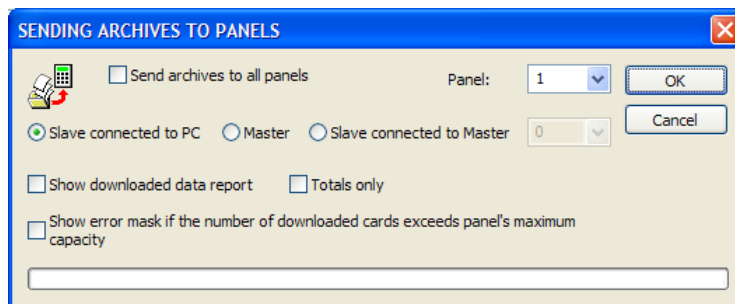 SENDING ARCHIVES TO PANELS
Send archives to all panels Panel: 1 OK
Slave connected to PC Master Slave connected to Master 0 Cancel
Show downloaded data report Totals only
Show error mask if the number of downloaded cards exceeds panel's maximum
capacity